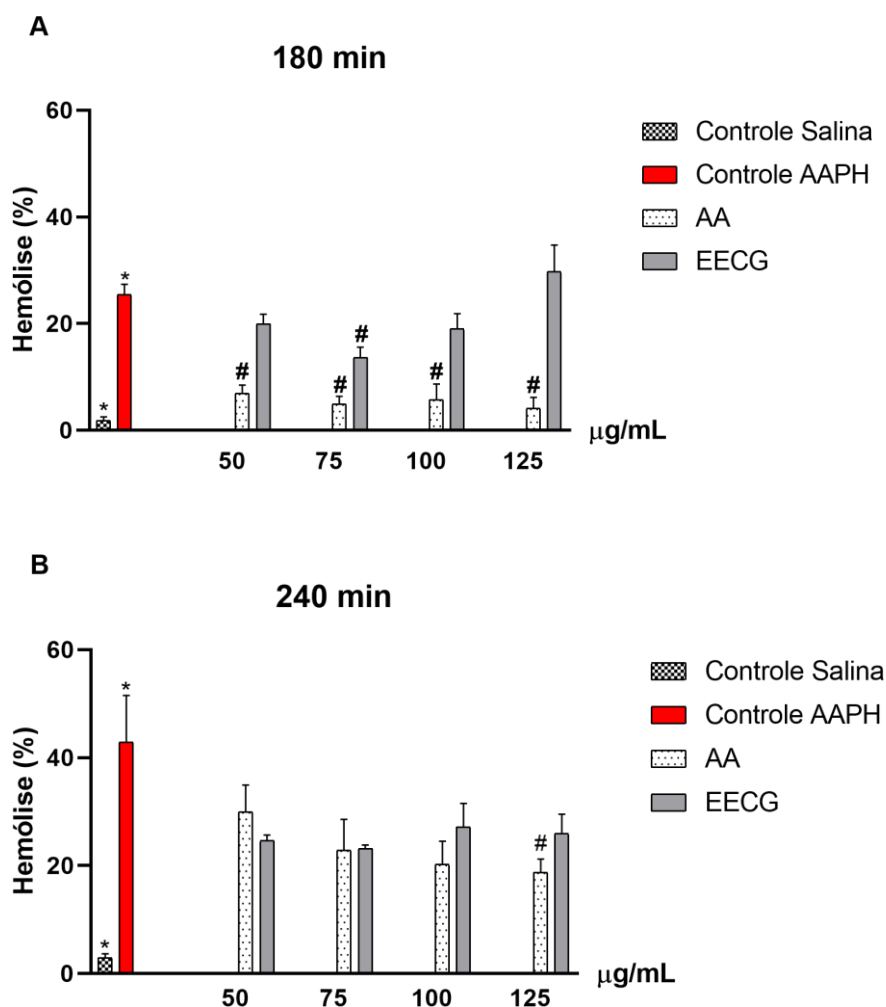 A
180 min
60
40
20
0
Hemólise (%)
*
*
#
#
#
#
#
50
75
100
125
μg/mL
Controle Salina
Controle AAPH
AA
EECG
B
240 min
60
40
20
0
Hemólise (%)
*
*
#
50
75
100
125
μg/mL
Controle Salina
Controle AAPH
AA
EECG